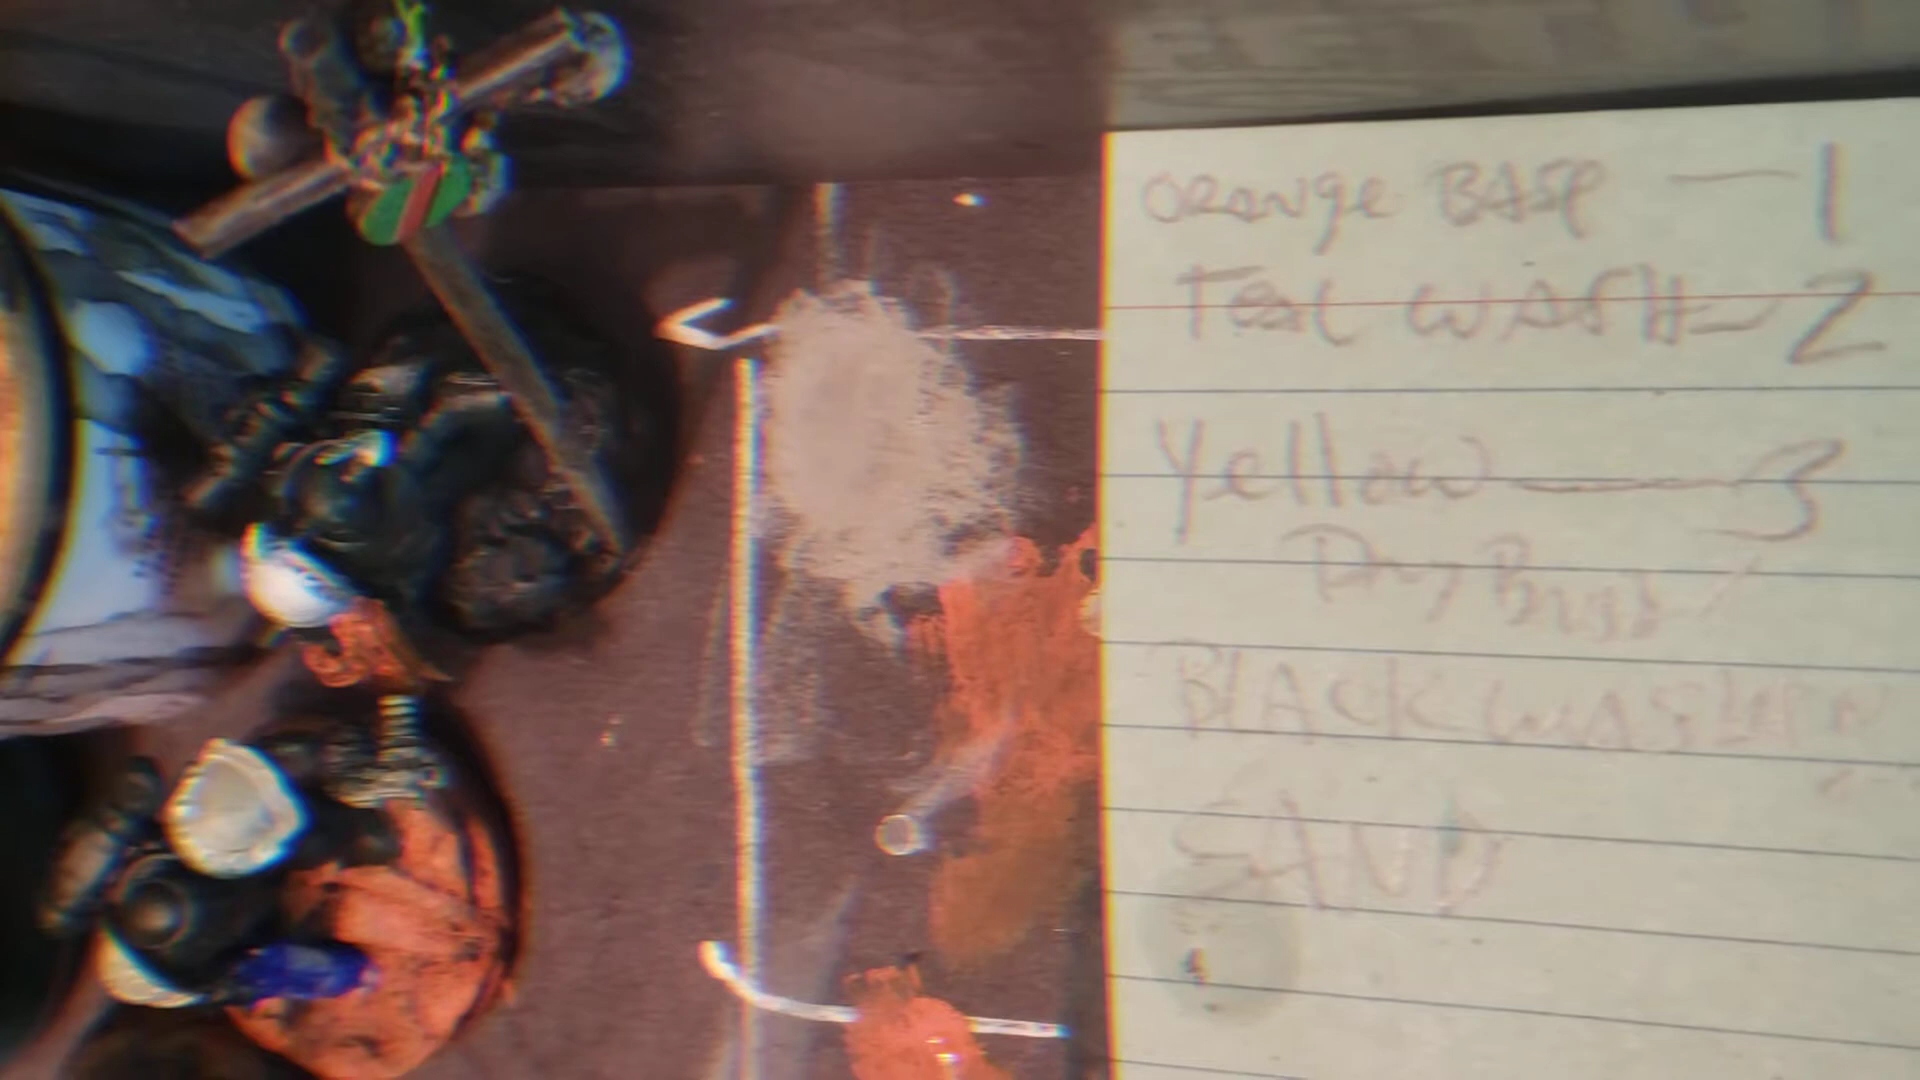 Orange BASe — 1
Teal WASH - 2
Yellow — 3
Dry Brush
BLACK WASH
SAND